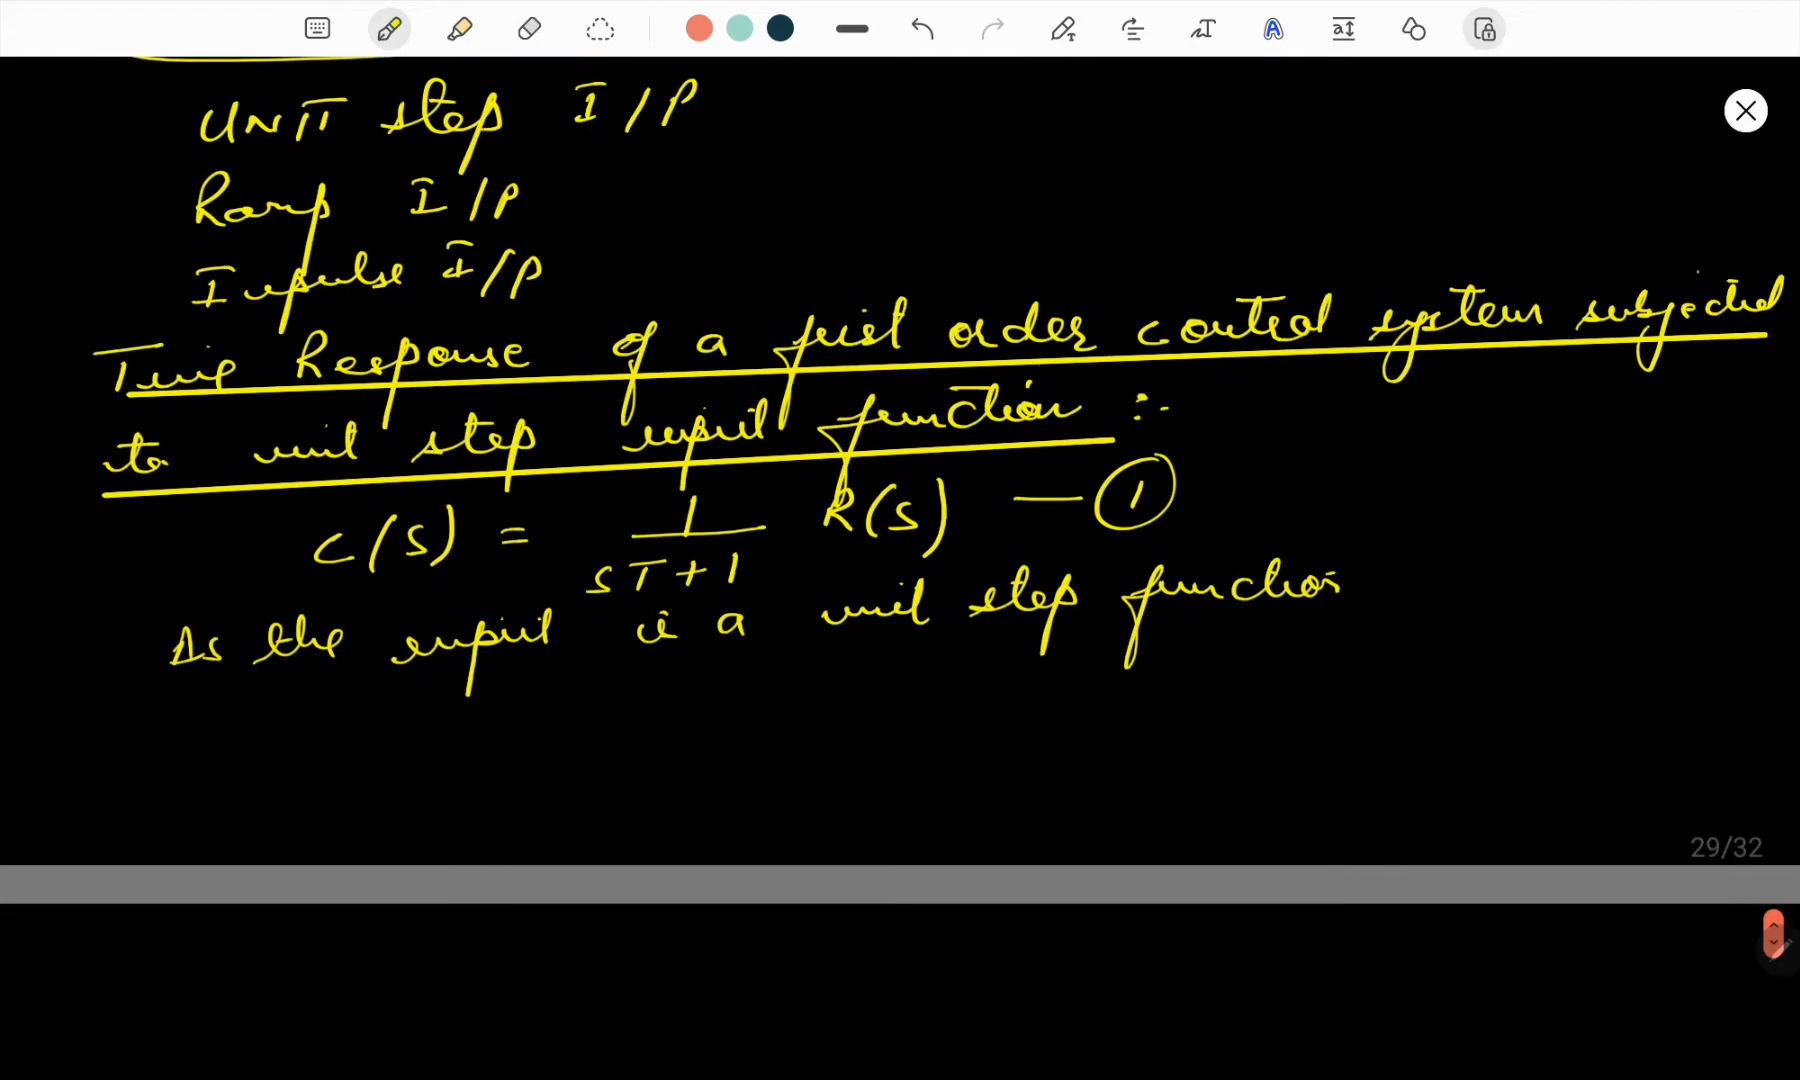 UNIT step I/P
Ramp I/P
Impulse I/P
Time Response of a first order control system subjected
to unit step input function :-
C(s) = 1/(sT+1) R(s) — ①
As the input is a unit step function
29/32